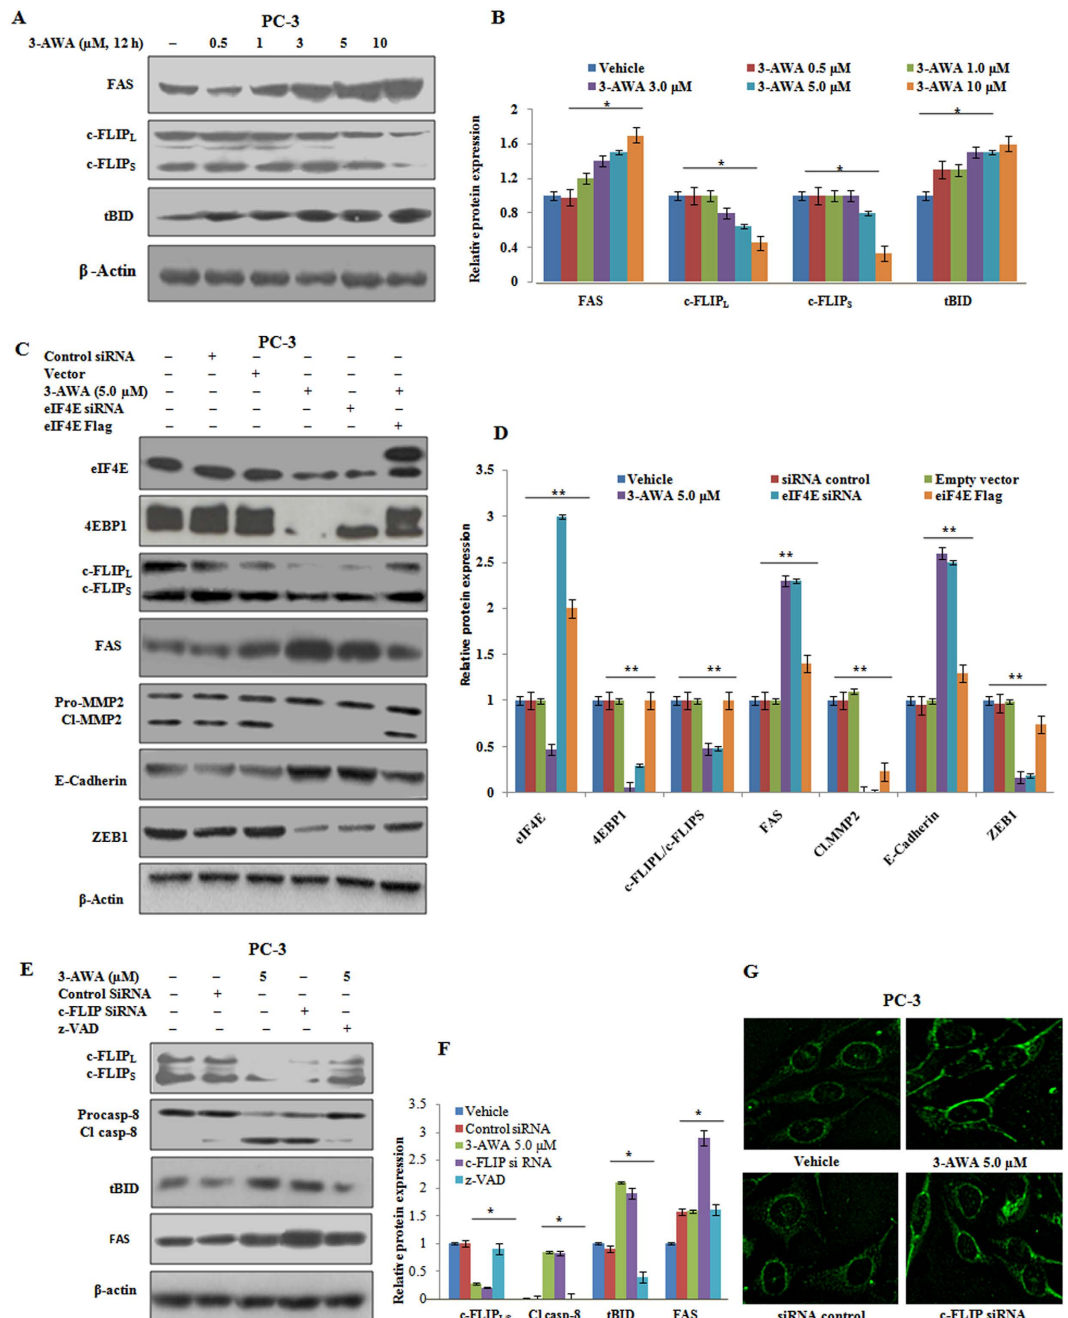 A
PC-3
3-AWA (µM, 12 h) – 0.5 1 3 5 10
FAS
c-FLIPL
c-FLIPS
tBID
β -Actin
B
Vehicle 3-AWA 0.5 µM 3-AWA 1.0 µM
3-AWA 3.0 µM 3-AWA 5.0 µM 3-AWA 10 µM
Relative protein expression
2
1.6
1.2
0.8
0.4
0
* * * *
FAS c-FLIPL c-FLIPS tBID
C
PC-3
Control siRNA – + – – – –
Vector – – + – – –
3-AWA (5.0 µM) – – – + – +
eIF4E siRNA – – – – + –
eIF4E Flag – – – – – +
eIF4E
4EBP1
c-FLIPL
c-FLIPS
FAS
Pro-MMP2
Cl-MMP2
E-Cadherin
ZEB1
β-Actin
D
Vehicle siRNA control Empty vector
3-AWA 5.0 µM eIF4E siRNA eiF4E Flag
Relative protein expression
3.5
3
2.5
2
1.5
1
0.5
0
** ** ** ** ** ** **
eIF4E 4EBP1 c-FLIPL/c-FLIPS FAS Cl.MMP2 E-Cadherin ZEB1
E
PC-3
3-AWA (µM) – – 5 – 5
Control SiRNA – + – – –
c-FLIP SiRNA – – – + –
z-VAD – – – – +
c-FLIPL
c-FLIPS
Procasp-8
Cl casp-8
tBID
FAS
β-actin
F
Vehicle
Control siRNA
3-AWA 5.0 µM
c-FLIP si RNA
z-VAD
Relative protein expression
3.5
3
2.5
2
1.5
1
0.5
0
* * * *
c-FLIPL/S Cl casp-8 tBID FAS
G
PC-3
Vehicle 3-AWA 5.0 µM
siRNA control c-FLIP siRNA